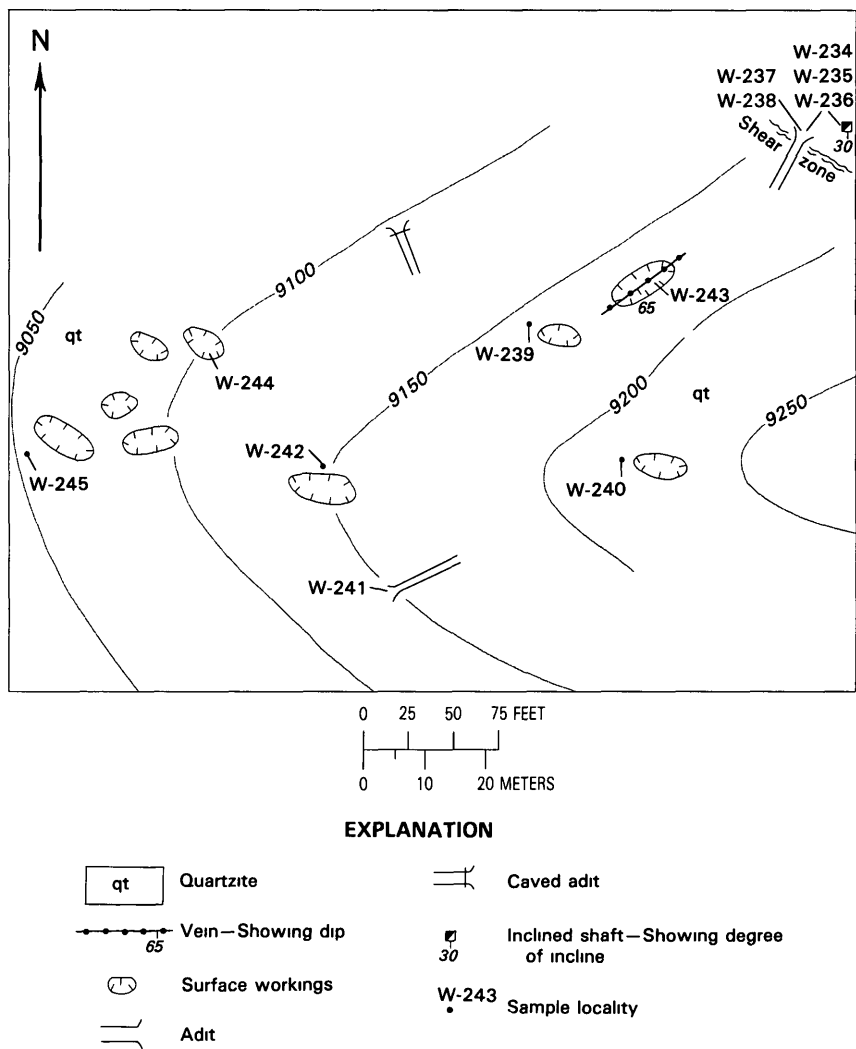 N
W-234
W-237 W-235
W-238 W-236
Shear
zone
30
9100
9050
qt
W-243
65
W-239
W-244
9150
9200
qt
9250
W-242
W-245
W-240
W-241
0 25 50 75 FEET
0 10 20 METERS
EXPLANATION
qt Quartzite
Caved adit
Vein—Showing dip
65
Inclined shaft—Showing degree
of incline
30
Surface workings
W-243 Sample locality
Adit